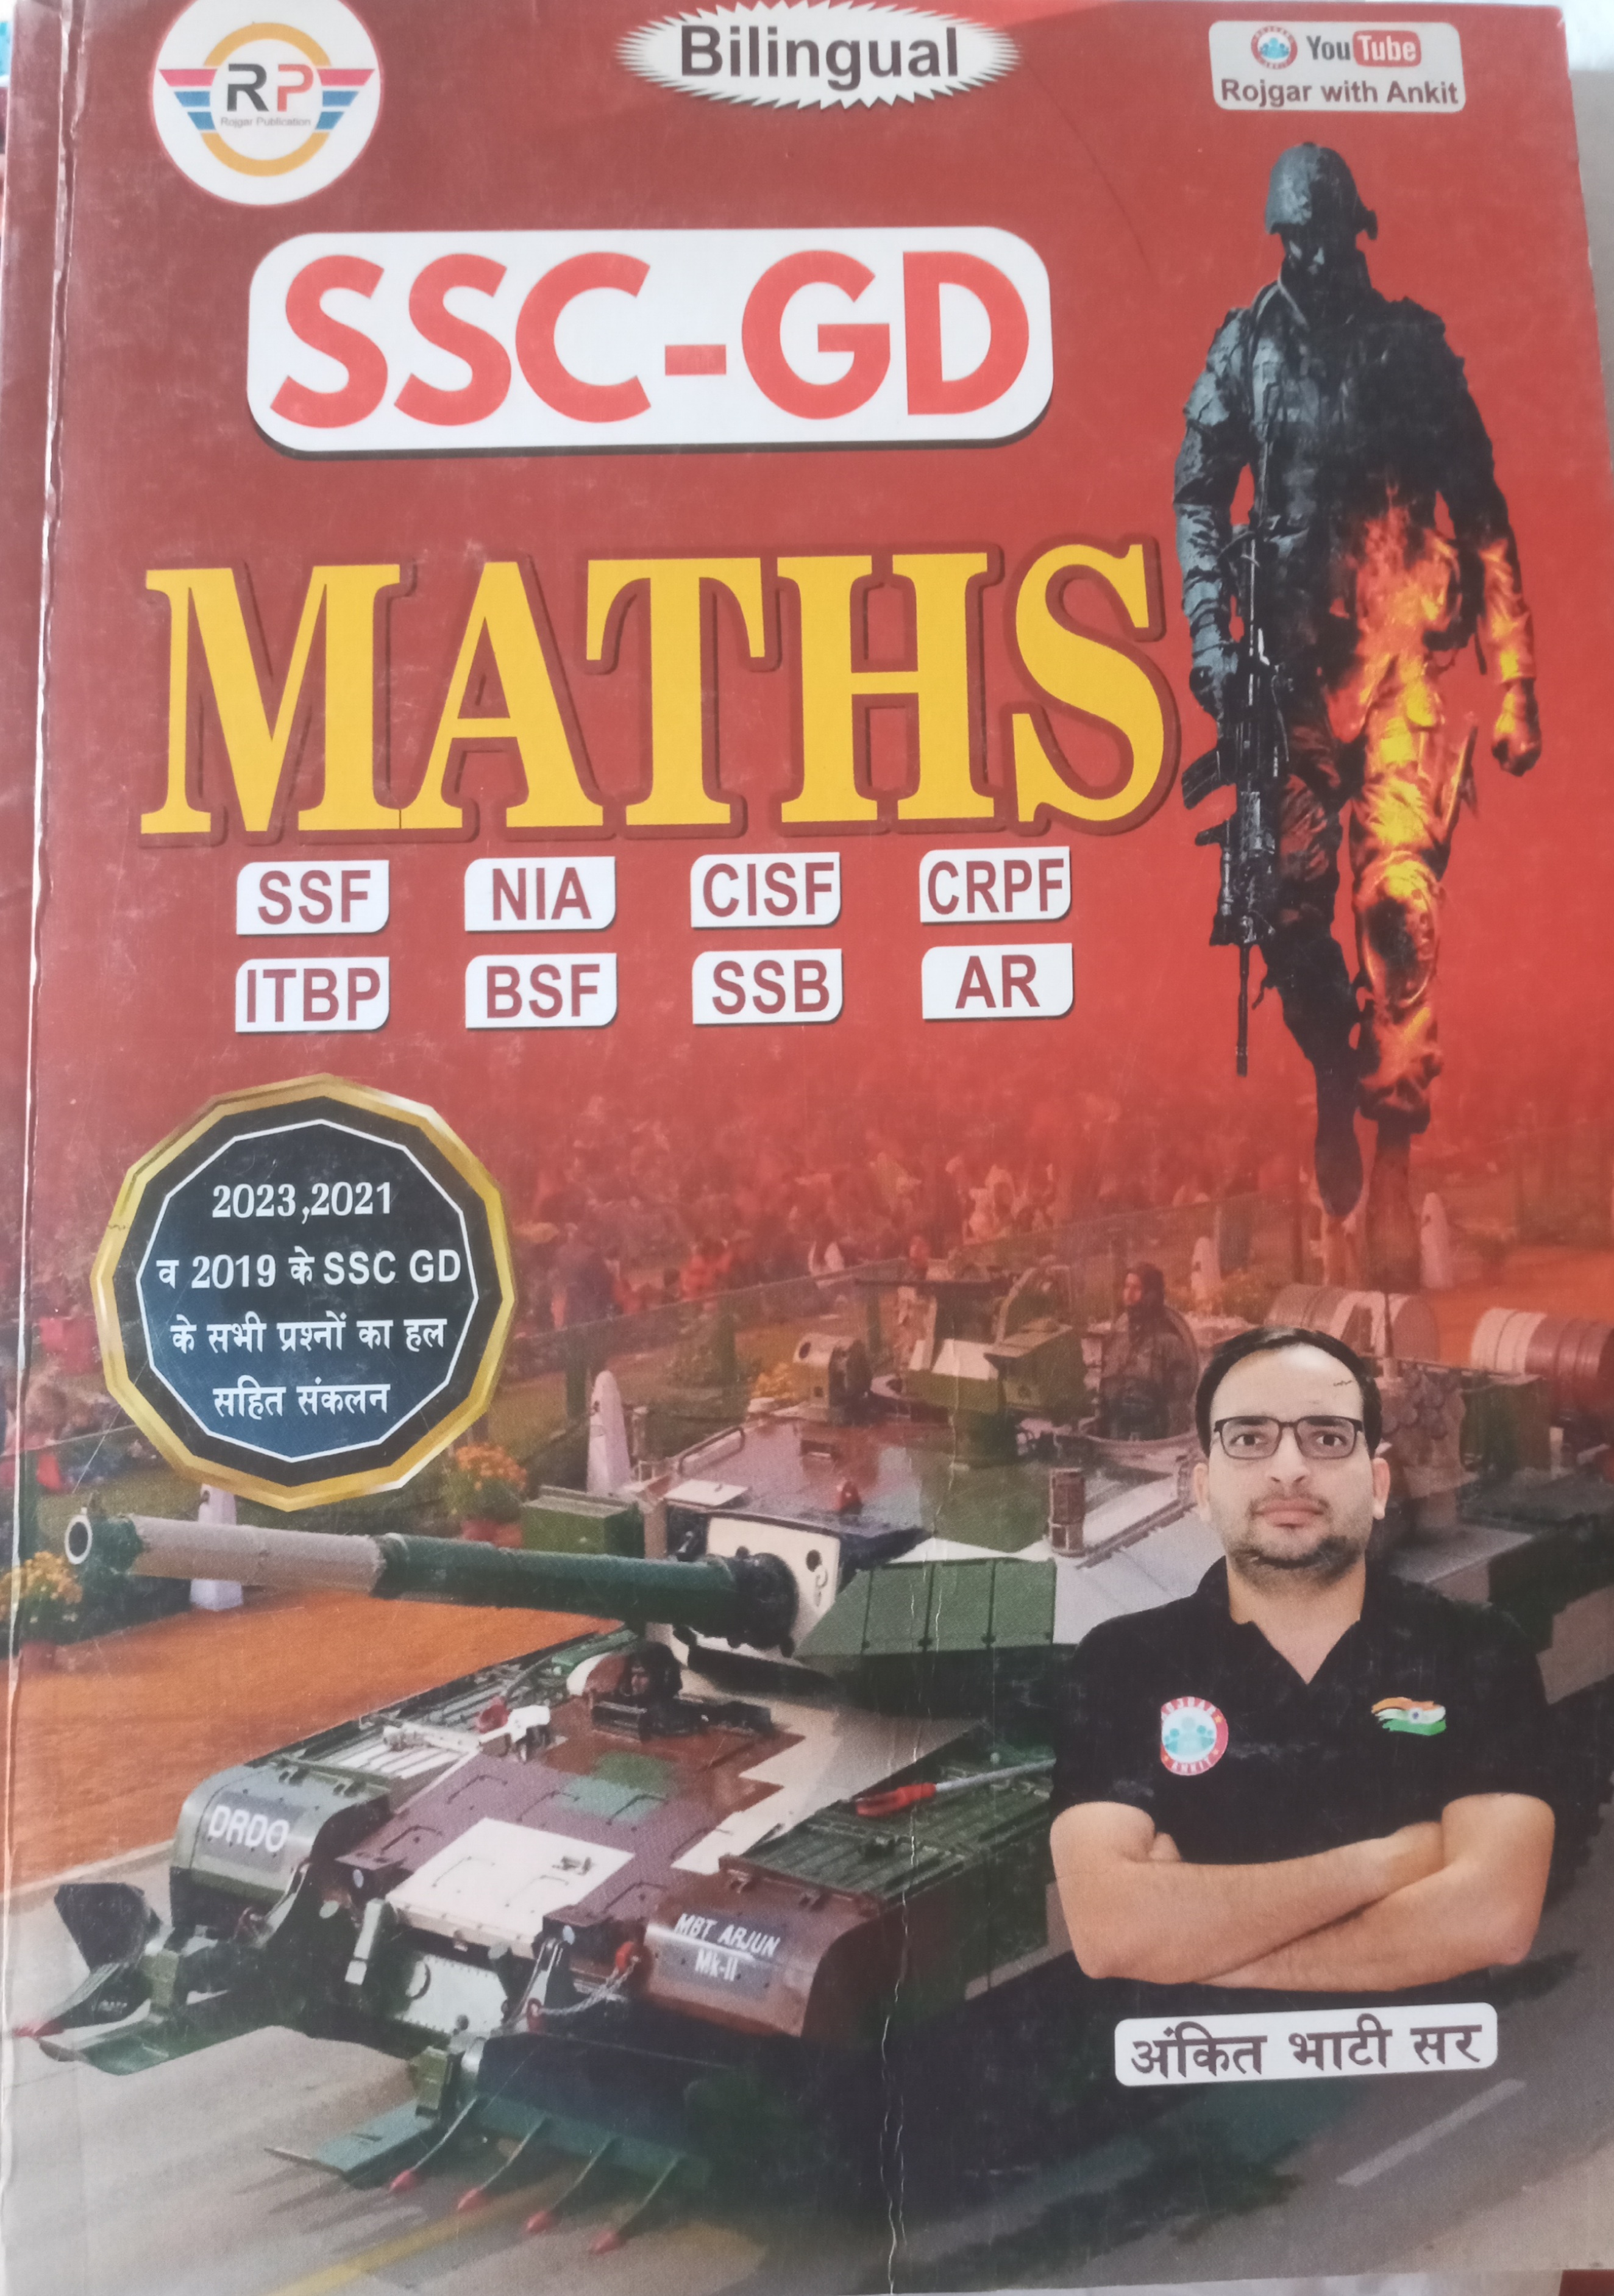 RP
Rojgar Publication
Bilingual
YouTube
Rojgar with Ankit
SSC-GD
MATHS
SSF NIA CISF CRPF
ITBP BSF SSB AR
2023,2021
व 2019 के SSC GD
के सभी प्रश्नों का हल
सहित संकलन
DRDO
MBT ARJUN
Mk-II
अंकित भाटी सर